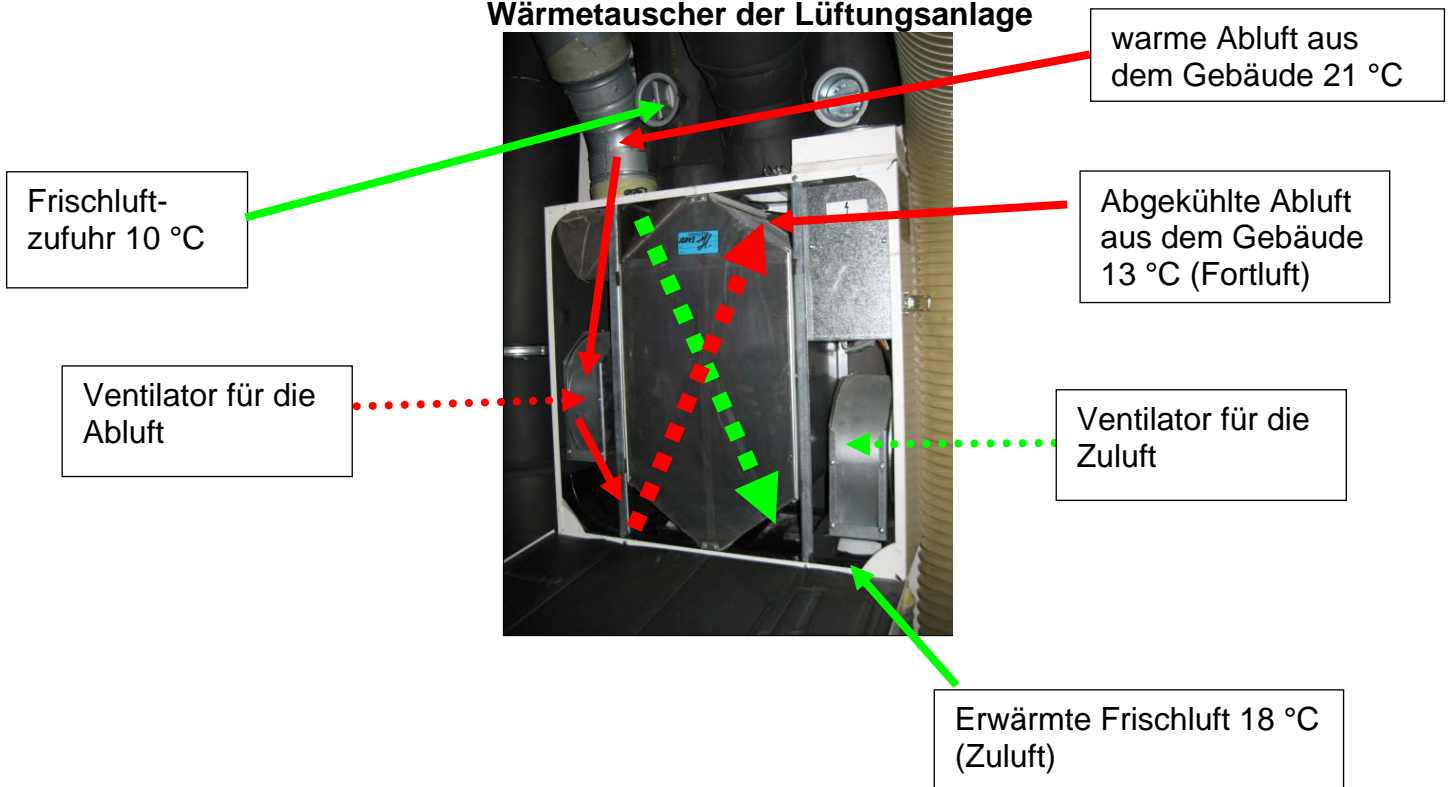 Wärmetauscher der Lüftungsanlage
warme Abluft aus
dem Gebäude 21 °C
Frischluft-
zufuhr 10 °C
Abgekühlte Abluft
aus dem Gebäude
13 °C (Fortluft)
Ventilator für die
Abluft
Ventilator für die
Zuluft
Erwärmte Frischluft 18 °C
(Zuluft)